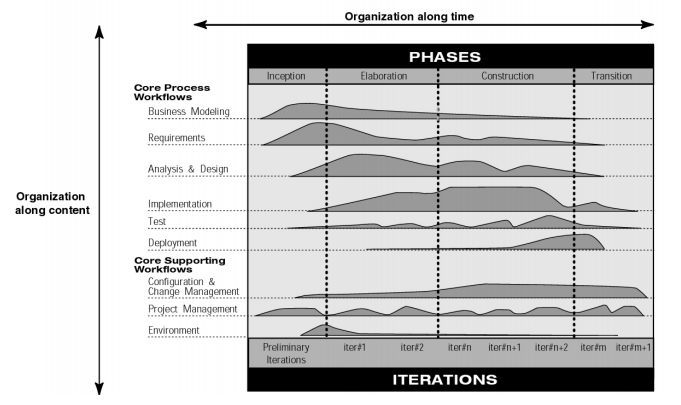 Organization along time
PHASES
Inception Elaboration Construction Transition
Core Process
Workflows
Business Modeling
Requirements
Analysis & Design
Organization
along content
Implementation
Test
Deployment
Core Supporting
Workflows
Configuration &
Change Management
Project Management
Environment
Preliminary
Iterations
iter#1 iter#2 iter#n iter#n+1 iter#n+2 iter#m iter#m+1
ITERATIONS